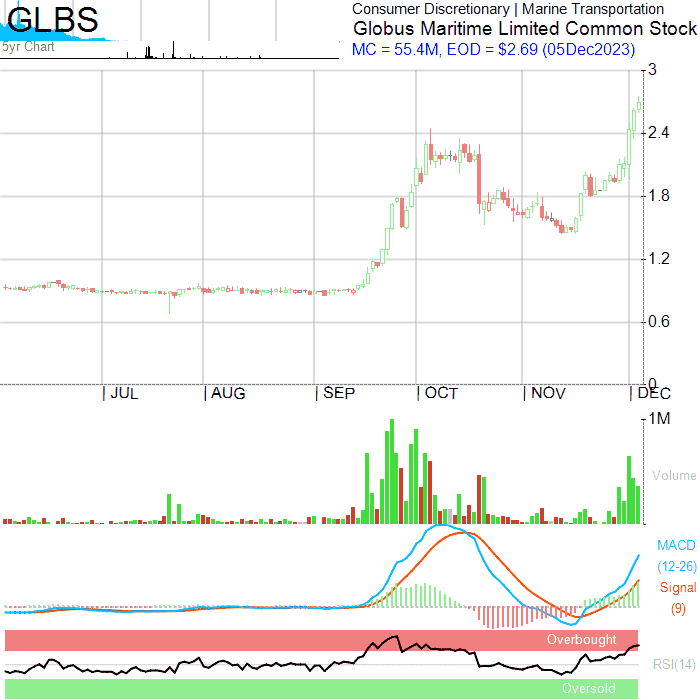 GLBS
5yr Chart
Consumer Discretionary | Marine Transportation
Globus Maritime Limited Common Stock
MC = 55.4M, EOD = $2.69 (05Dec2023)
3
2.4
1.8
1.2
0.6
0
| JUL | AUG | SEP | OCT | NOV | DEC
1M
Volume
MACD
(12-26)
Signal
(9)
Overbought
RSI(14)
Oversold